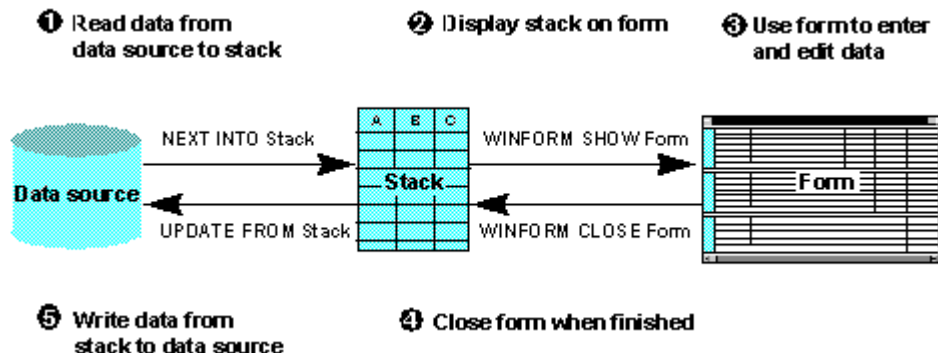 ❶ Read data from
data source to stack
❷ Display stack on form
❸ Use form to enter
and edit data
A B C
NEXT INTO Stack
WINFORM SHOW Form
Data source
Stack
Form
UPDATE FROM Stack
WINFORM CLOSE Form
❺ Write data from
stack to data source
❹ Close form when finished